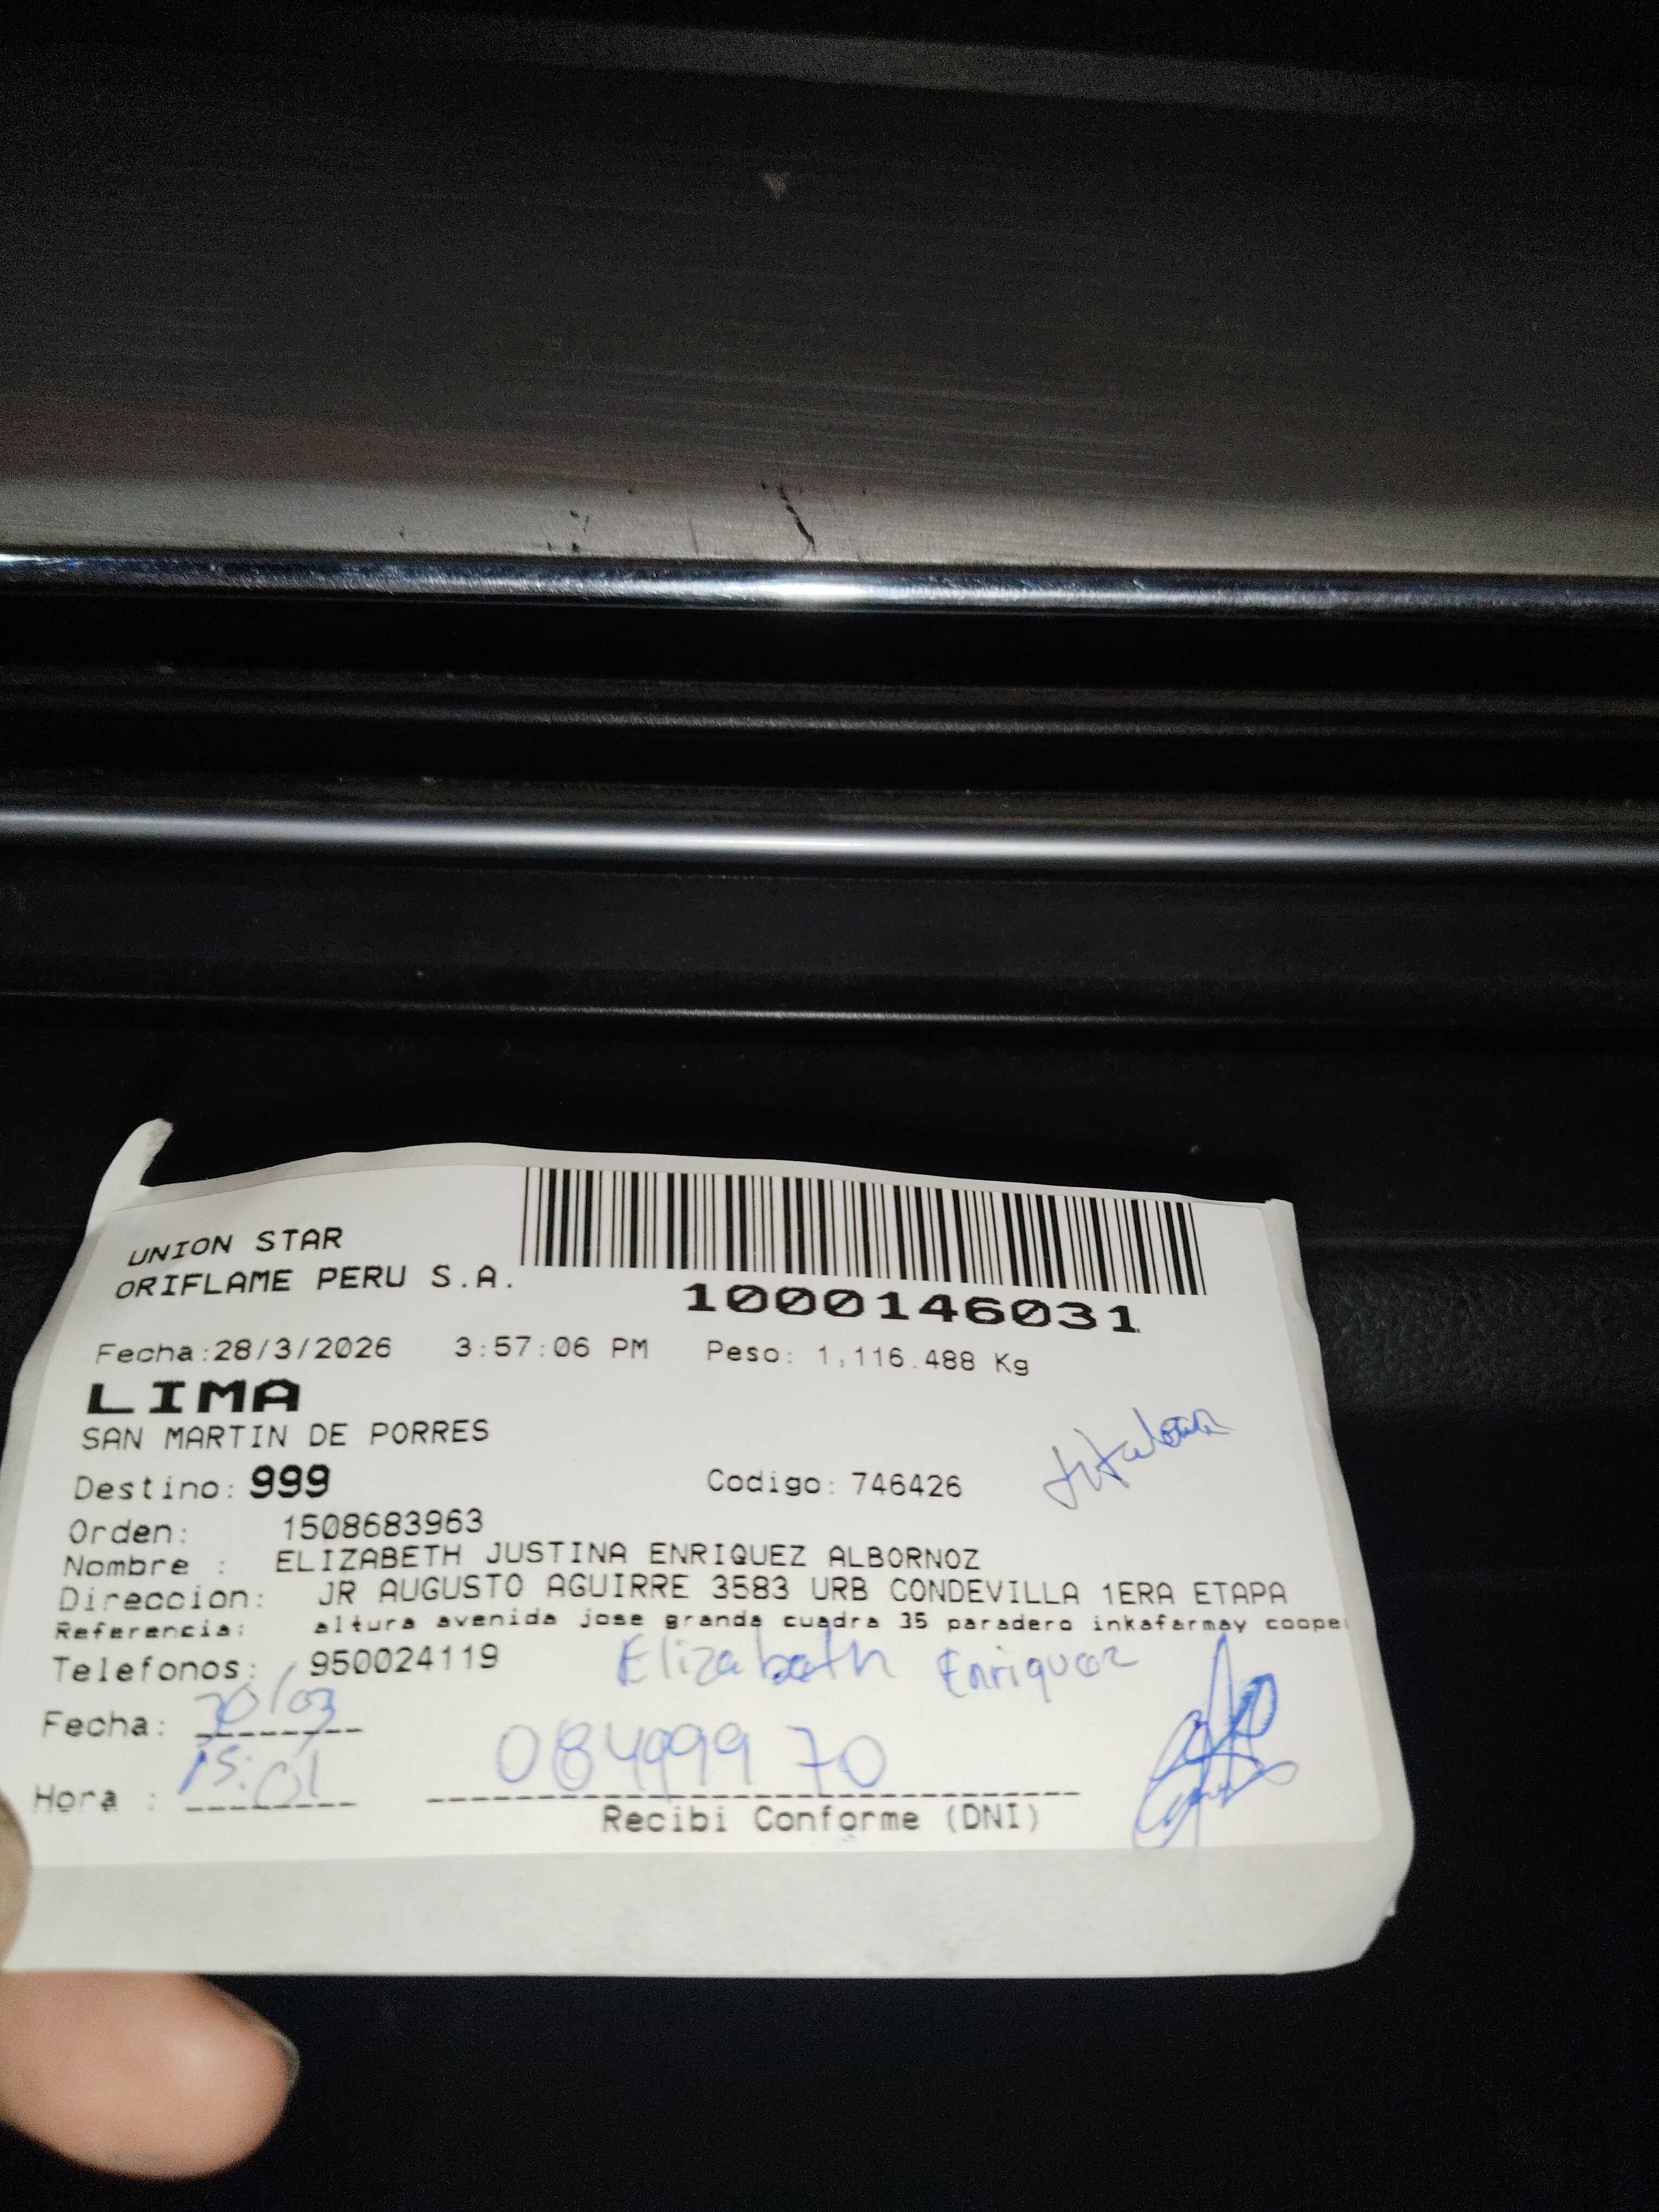 UNION STAR
ORIFLAME PERU S.A.
1000146031
Fecha:28/3/2026 3:57:06 PM Peso: 1,116.488 Kg
LIMA
SAN MARTIN DE PORRES
Destino: 999 Codigo: 746426
Orden: 1508683963
Nombre : ELIZABETH JUSTINA ENRIQUEZ ALBORNOZ
Direccion: JR AUGUSTO AGUIRRE 3583 URB CONDEVILLA 1ERA ETAPA
Referencia: altura avenida jose granda cuadra 35 paradero inkafarmay cooper
Telefonos: 950024119 Elizabeth Enriquez
Fecha: 30/03
Hora : 15:01 08499970
Recibi Conforme (DNI)